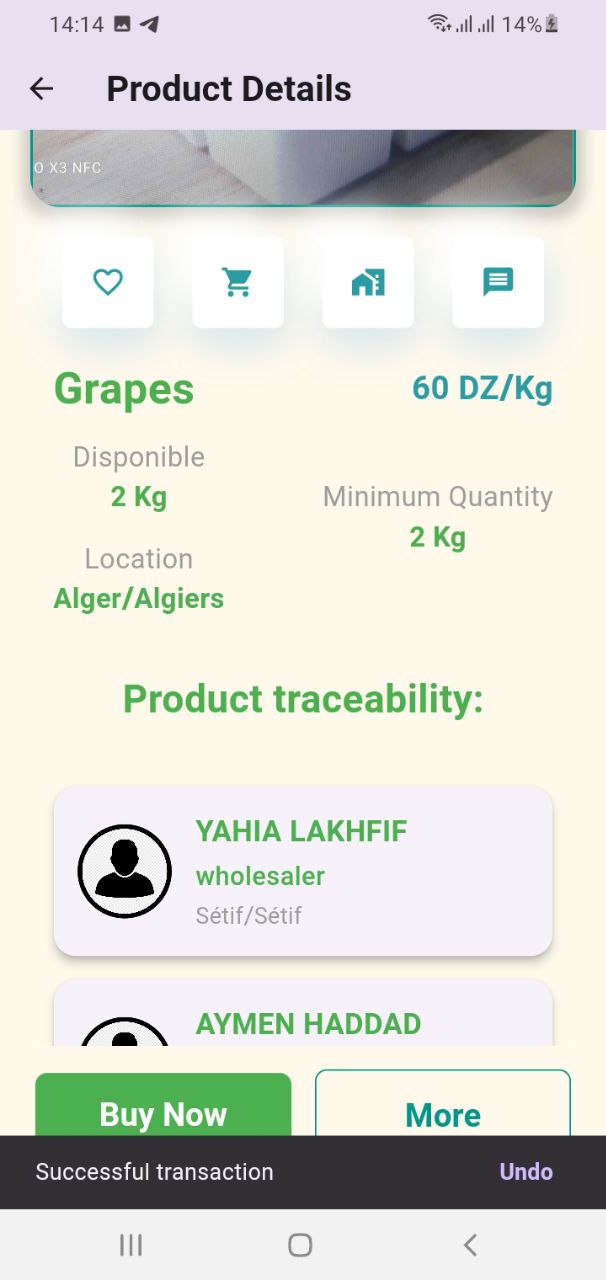 14:14
14%
Product Details
O X3 NFC
Grapes
60 DZ/Kg
Disponible
2 Kg
Minimum Quantity
2 Kg
Location
Alger/Algiers
Product traceability:
YAHIA LAKHFIF
wholesaler
Sétif/Sétif
AYMEN HADDAD
Buy Now
More
Successful transaction
Undo